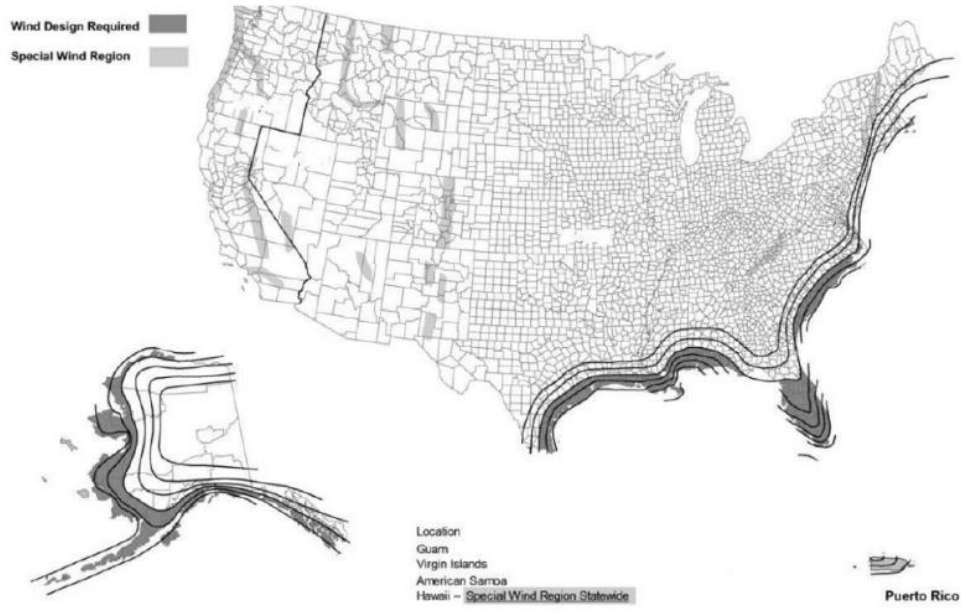 Wind Design Required
Special Wind Region
Location
Guam
Virgin Islands
American Samoa
Hawaii – Special Wind Region Statewide
Puerto Rico